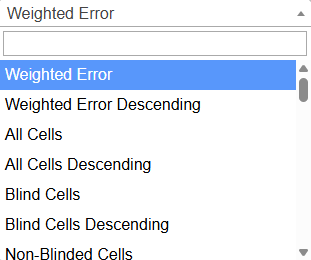 Weighted Error
Weighted Error
Weighted Error Descending
All Cells
All Cells Descending
Blind Cells
Blind Cells Descending
Non-Blinded Cells